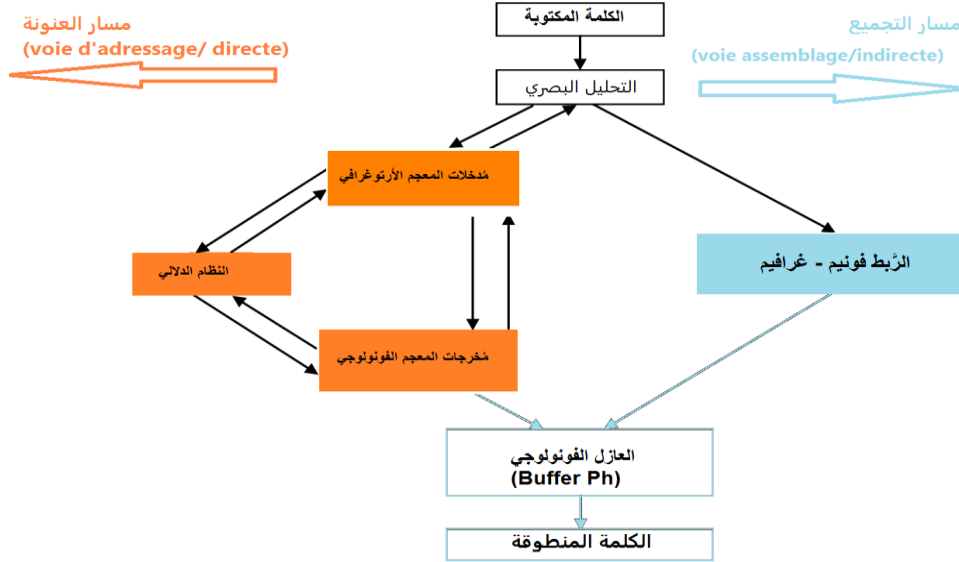 الكلمة المكتوبة
مسار العنونة
(voie d'adressage/ directe)
مسار التجميع
(voie assemblage/indirecte)
التحليل البصري
مُدخلات المعجم الأرتوغرافي
النظام الدلالي
الرَّبط فونيم - غرافيم
مُخرجات المعجم الفونولوجي
العازل الفونولوجي
(Buffer Ph)
الكلمة المنطوقة